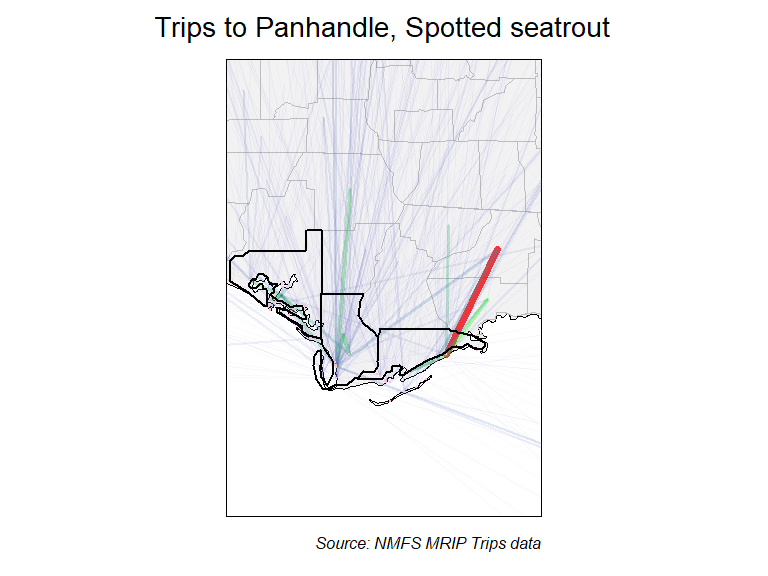 Trips to Panhandle, Spotted seatrout
Source: NMFS MRIP Trips data